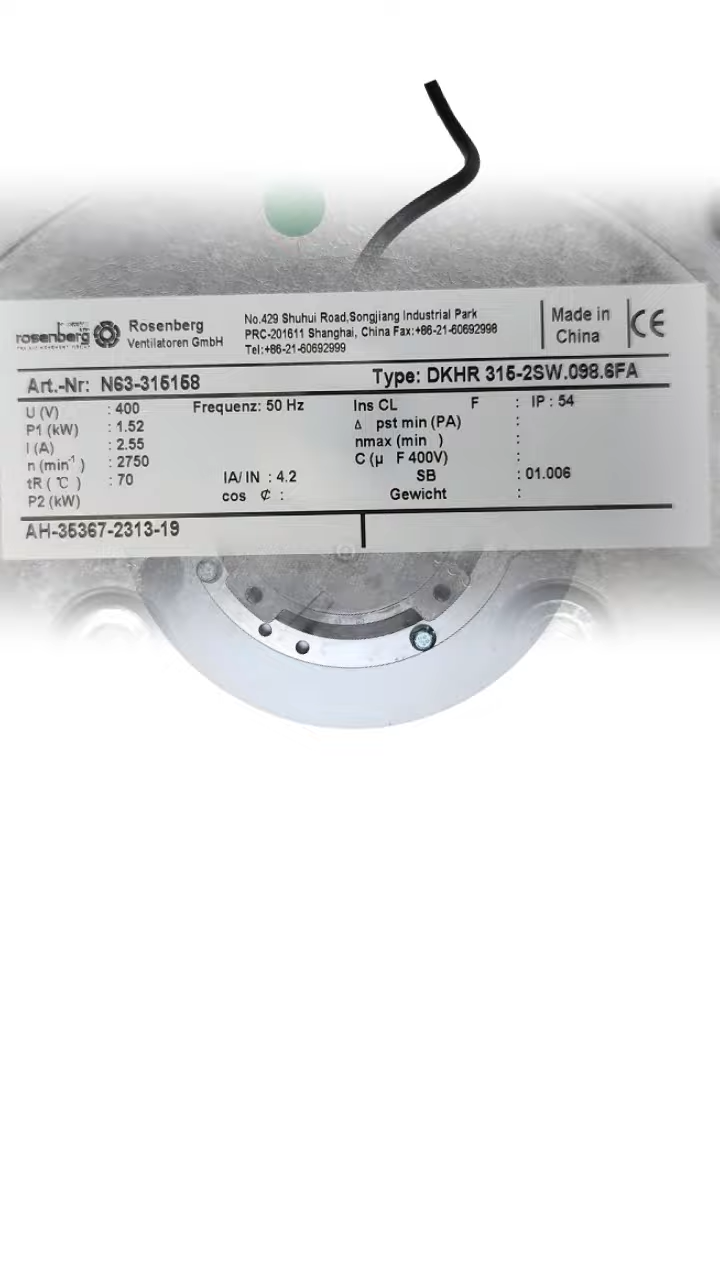 rosenberg
Rosenberg
Ventilatoren GmbH
No.429 Shuhui Road,Songjiang Industrial Park
PRC-201611 Shanghai, China Fax:+86-21-60692998
Tel:+86-21-60692999
Made in
China
CE
Art.-Nr: N63-315158 Type: DKHR 315-2SW.098.6FA
U (V) : 400 Frequenz: 50 Hz Ins CL F : IP : 54
P1 (kW) : 1.52 Δ pst min (PA) :
I (A) : 2.55 nmax (min ) :
n (min⁻¹ ) : 2750 C (μ F 400V) :
tR ( ℃ ) : 70 IA/ IN : 4.2 SB : 01.006
P2 (kW) cos ¢ : Gewicht :
AH-35367-2313-19